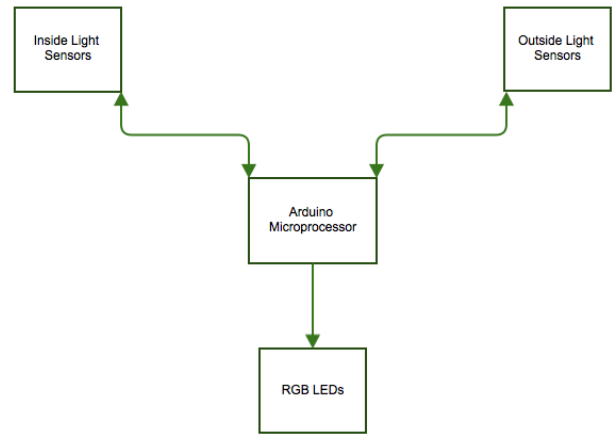 Inside Light
Sensors
Outside Light
Sensors
Arduino
Microprocessor
RGB LEDs